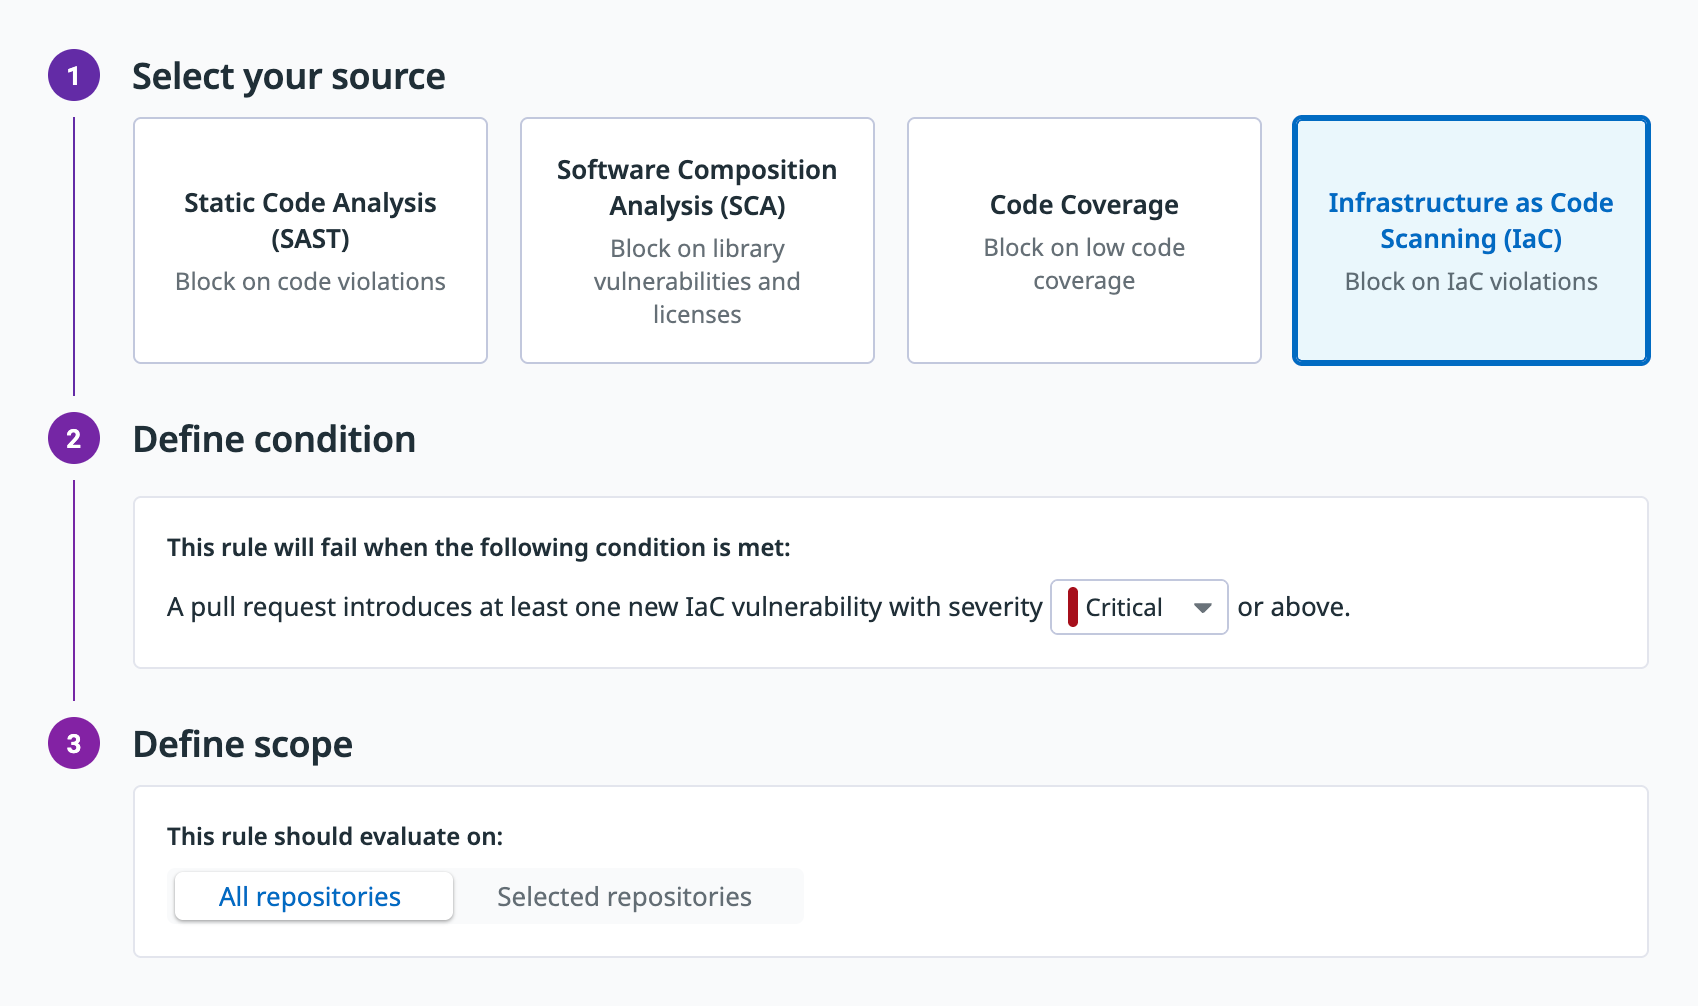 1
Select your source
Static Code Analysis
(SAST)
Block on code violations
Software Composition
Analysis (SCA)
Block on library
vulnerabilities and
licenses
Code Coverage
Block on low code
coverage
Infrastructure as Code
Scanning (IaC)
Block on IaC violations
2
Define condition
This rule will fail when the following condition is met:
A pull request introduces at least one new IaC vulnerability with severity Critical or above.
3
Define scope
This rule should evaluate on:
All repositories Selected repositories